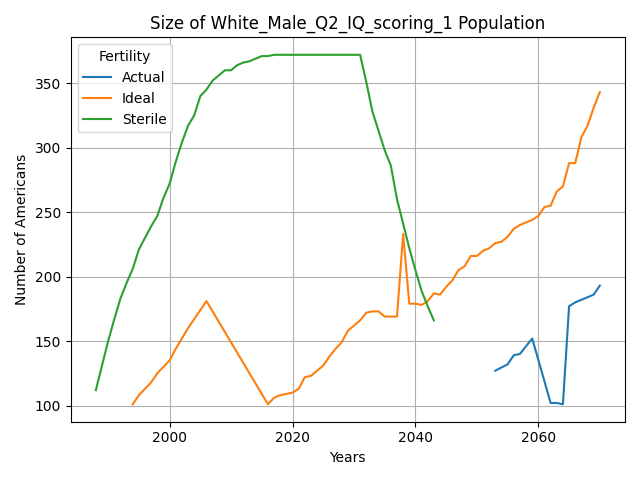 Size of White_Male_Q2_IQ_scoring_1 Population
Fertility
Actual
Ideal
Sterile
Number of Americans
350
300
250
200
150
100
2000
2020
2040
2060
Years